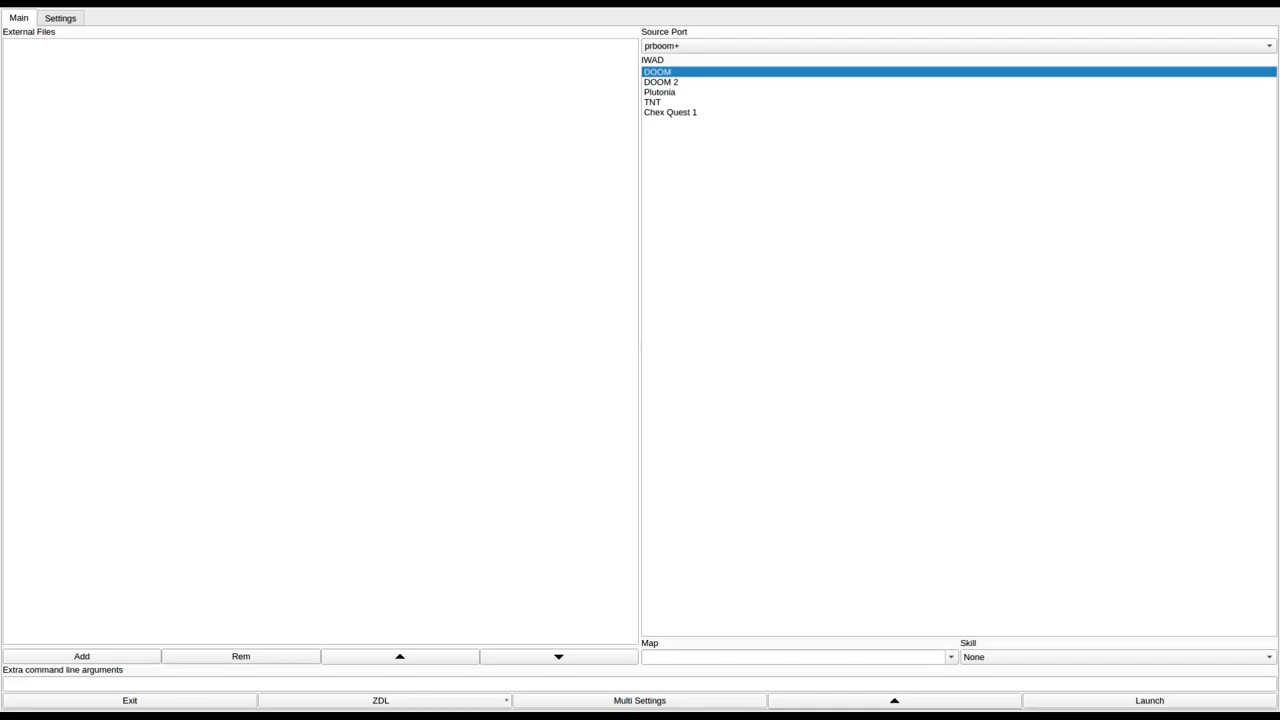 Main Settings
External Files
Source Port
prboom+
IWAD
DOOM
DOOM 2
Plutonia
TNT
Chex Quest 1
Map Skill
None
Add Rem
Extra command line arguments
Exit ZDL Multi Settings Launch